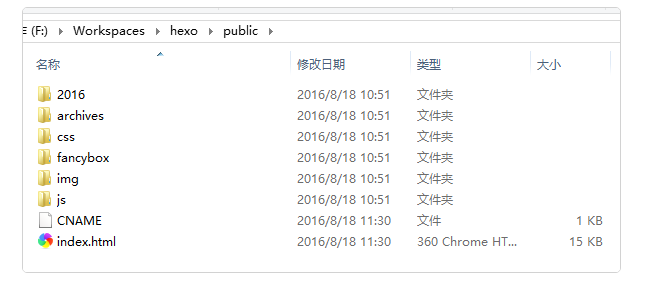 (F:) Workspaces hexo public
名称 修改日期 类型 大小
2016 2016/8/18 10:51 文件夹
archives 2016/8/18 10:51 文件夹
css 2016/8/18 10:51 文件夹
fancybox 2016/8/18 10:51 文件夹
img 2016/8/18 10:51 文件夹
js 2016/8/18 10:51 文件夹
CNAME 2016/8/18 11:30 文件 1 KB
index.html 2016/8/18 11:30 360 Chrome HT... 15 KB